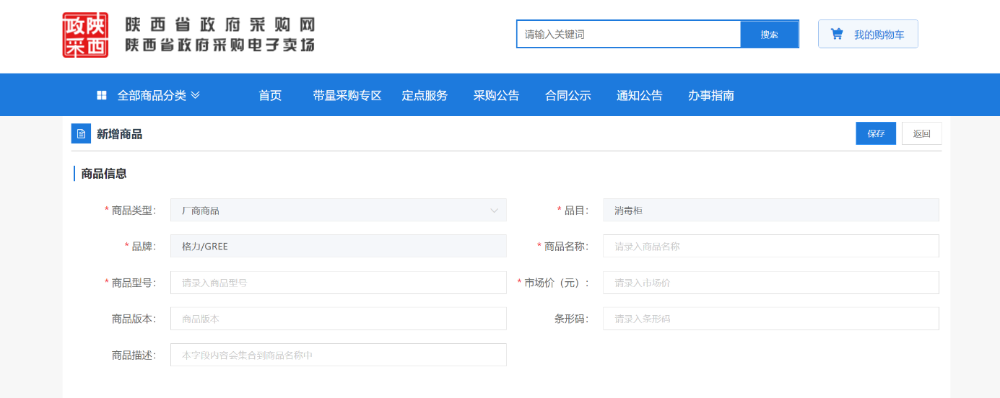 政陕
采西
陕西省政府采购网
陕西省政府采购电子卖场
请输入关键词
搜索
我的购物车
全部商品分类
首页
带量采购专区
定点服务
采购公告
合同公示
通知公告
办事指南
新增商品
保存
返回
商品信息
* 商品类型： 厂商商品
* 品目： 消毒柜
* 品牌： 格力/GREE
* 商品名称： 请录入商品名称
* 商品型号： 请录入商品型号
* 市场价（元）： 请录入市场价
商品版本： 商品版本
条形码： 请录入条形码
商品描述： 本字段内容会集合到商品名称中